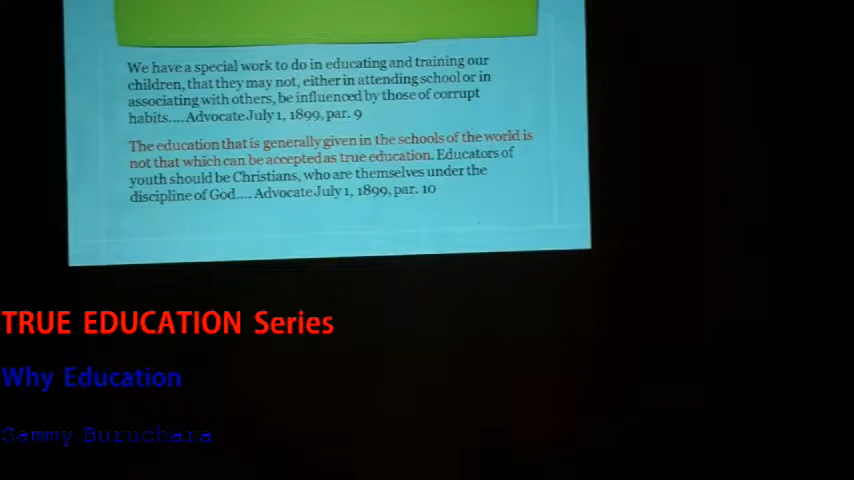 We have a special work to do in educating and training our
children, that they may not, either in attending school or in
associating with others, be influenced by those of corrupt
habits.... Advocate July 1, 1899, par. 9
The education that is generally given in the schools of the world is
not that which can be accepted as true education. Educators of
youth should be Christians, who are themselves under the
discipline of God.... Advocate July 1, 1899, par. 10
TRUE EDUCATION Series
Why Education
Sammy Buruchara